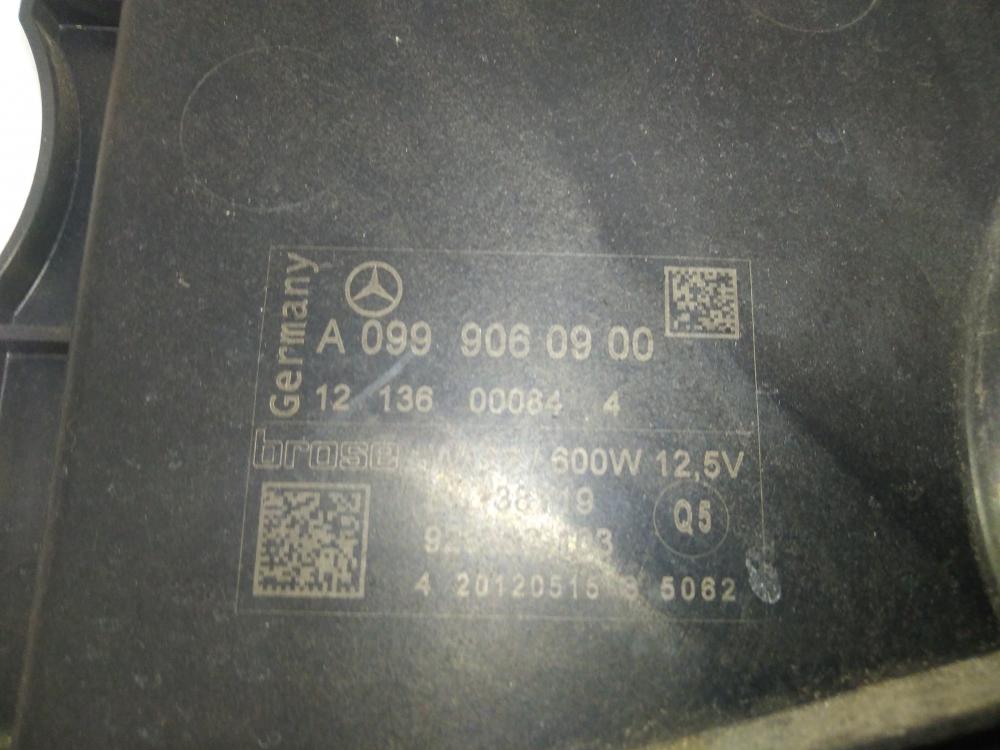 Germany
A 099 906 09 00
12 136 00084 4
brose 600W 12,5V
Q5
4 20120515 5062